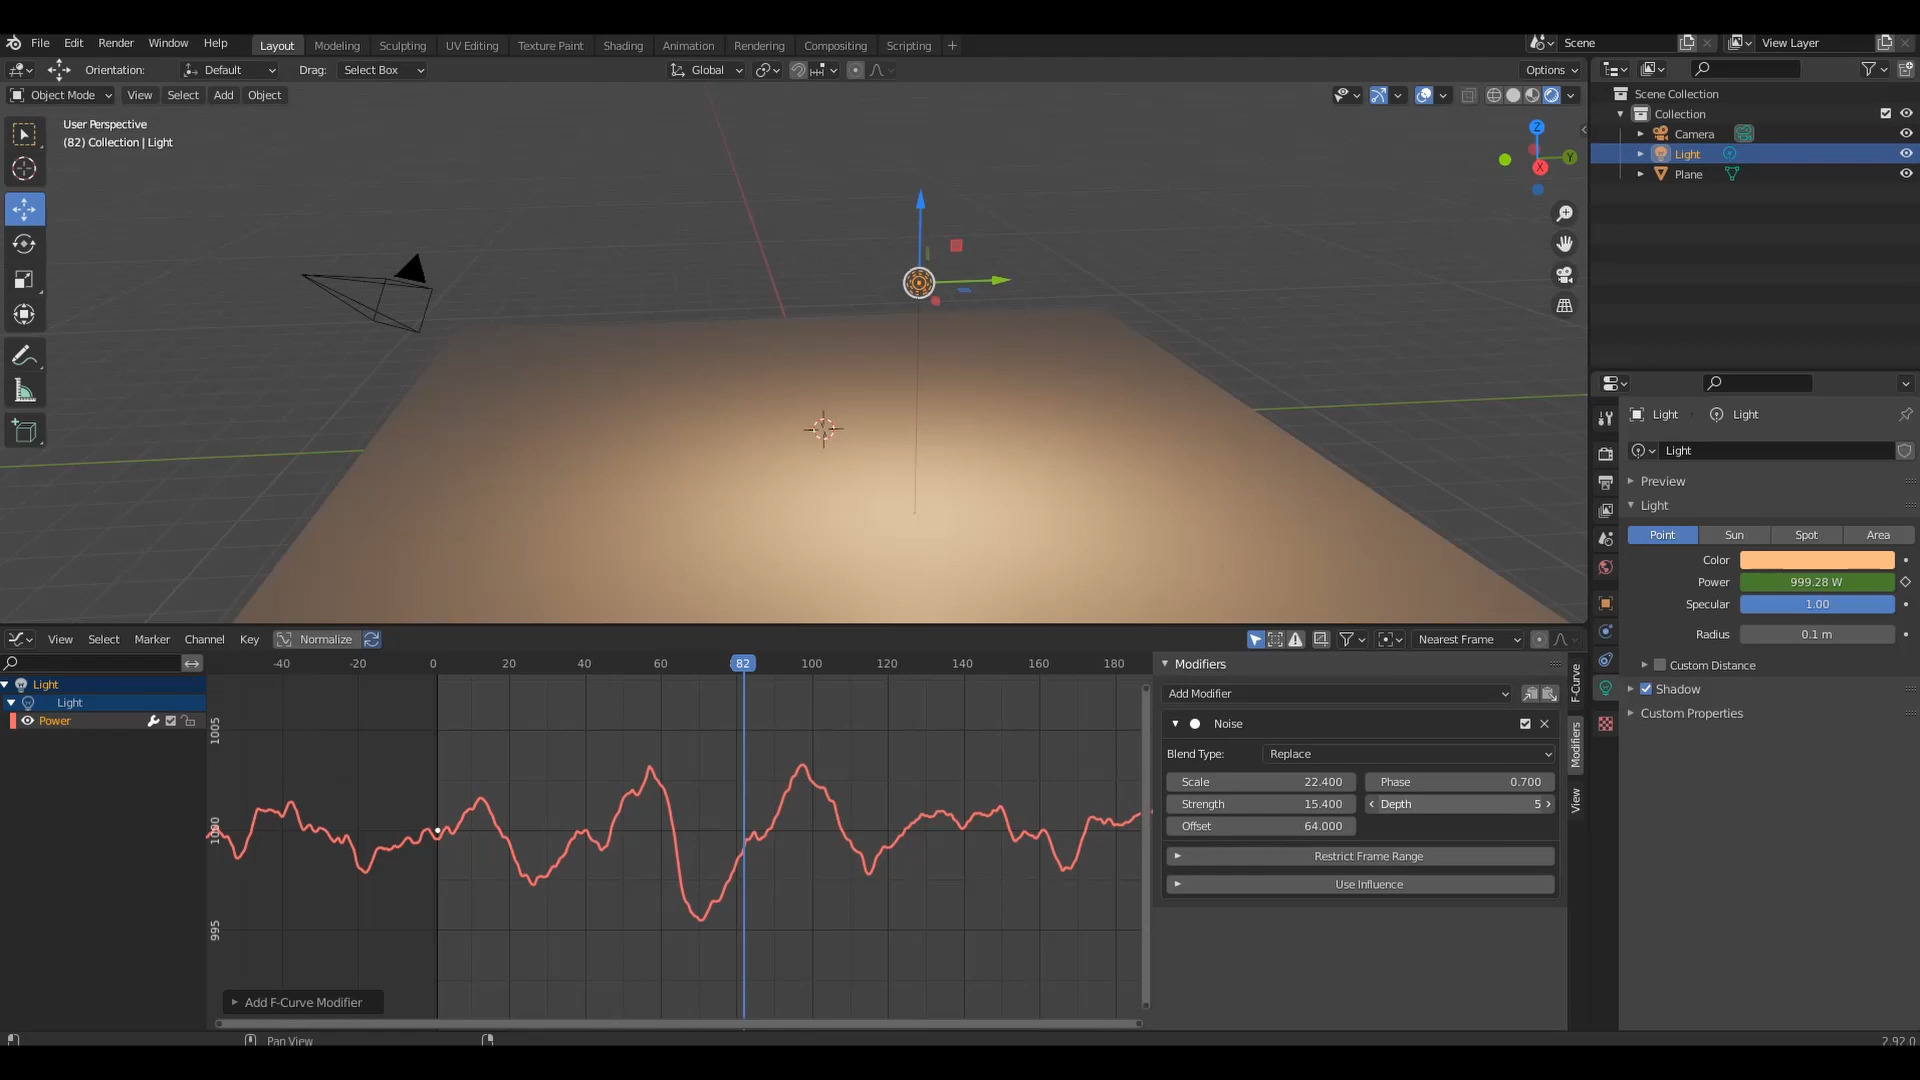 File Edit Render Window Help Layout Modeling Sculpting UV Editing Texture Paint Shading Animation Rendering Compositing Scripting + Scene View Layer
Orientation: Default Drag: Select Box Global Options
Object Mode View Select Add Object
User Perspective
(82) Collection | Light
Z
Y
X
Scene Collection
Collection
Camera
Light
Plane
Light Light
Light
Preview
Light
Point Sun Spot Area
Color
Power 999.28 W
Specular 1.00
Radius 0.1 m
Custom Distance
Shadow
Custom Properties
View Select Marker Channel Key Normalize Nearest Frame
-40 -20 0 20 40 60 82 100 120 140 160 180
Light
Light
Power
1005
995
Add F-Curve Modifier
Modifiers
Add Modifier
Noise
Blend Type: Replace
Scale 22.400 Phase 0.700
Strength 15.400 Depth 5
Offset 64.000
Restrict Frame Range
Use Influence
F-Curve
Modifiers
View
Pan View
2.92.0